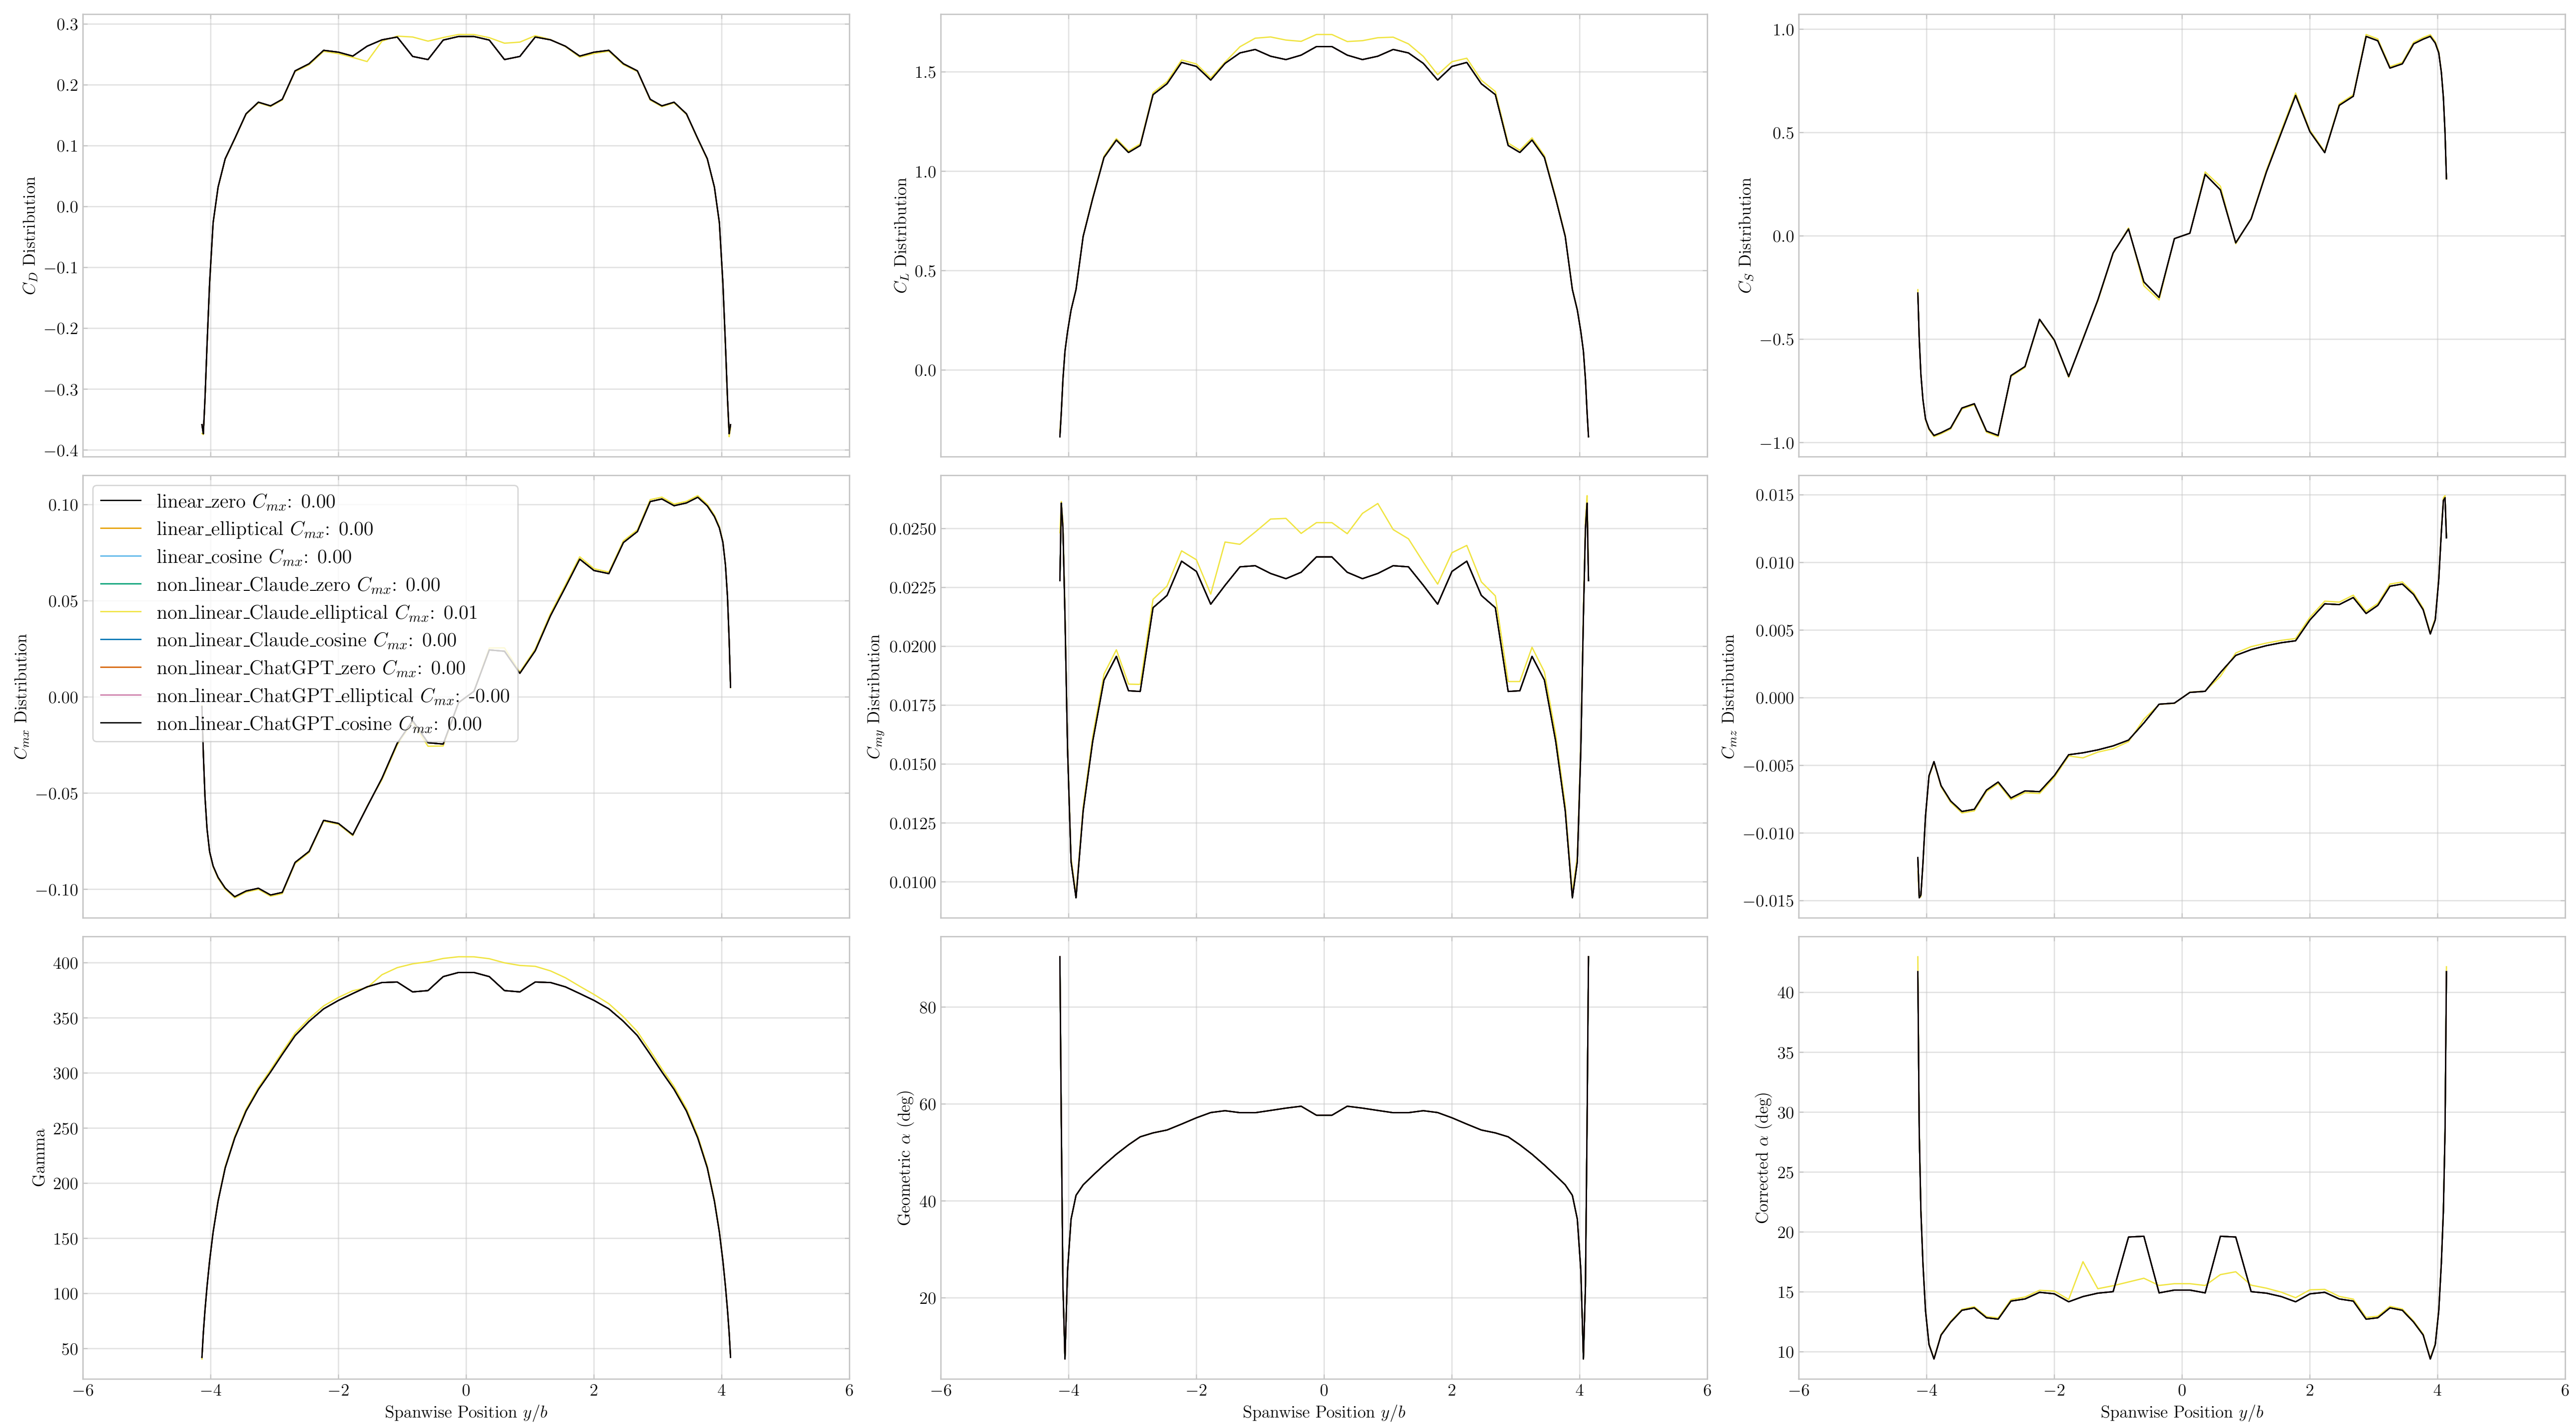 0.3
0.2
0.1
0.0
−0.1
−0.2
−0.3
−0.4
C_D Distribution
1.5
1.0
0.5
0.0
C_L Distribution
1.0
0.5
0.0
−0.5
−1.0
C_S Distribution
0.10
0.05
0.00
−0.05
−0.10
C_mx Distribution
linear_zero C_mx: 0.00
linear_elliptical C_mx: 0.00
linear_cosine C_mx: 0.00
non_linear_Claude_zero C_mx: 0.00
non_linear_Claude_elliptical C_mx: 0.01
non_linear_Claude_cosine C_mx: 0.00
non_linear_ChatGPT_zero C_mx: 0.00
non_linear_ChatGPT_elliptical C_mx: -0.00
non_linear_ChatGPT_cosine C_mx: 0.00
0.0250
0.0225
0.0200
0.0175
0.0150
0.0125
0.0100
C_my Distribution
0.015
0.010
0.005
0.000
−0.005
−0.010
−0.015
C_mz Distribution
400
350
300
250
200
150
100
50
Gamma
−6 −4 −2 0 2 4 6
Spanwise Position y/b
80
60
40
20
Geometric α (deg)
−6 −4 −2 0 2 4 6
Spanwise Position y/b
40
35
30
25
20
15
10
Corrected α (deg)
−6 −4 −2 0 2 4 6
Spanwise Position y/b